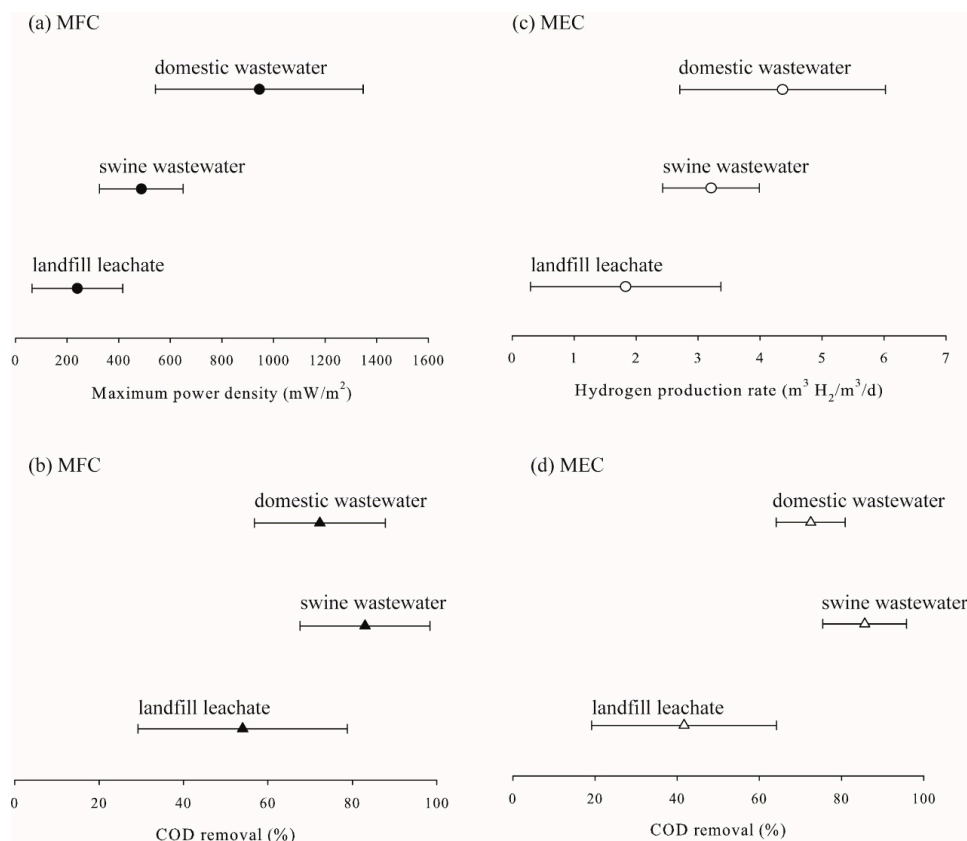 (a) MFC
domestic wastewater
swine wastewater
landfill leachate
0 200 400 600 800 1000 1200 1400 1600
Maximum power density (mW/m²)
(c) MEC
domestic wastewater
swine wastewater
landfill leachate
0 1 2 3 4 5 6 7
Hydrogen production rate (m³ H₂/m³/d)
(b) MFC
domestic wastewater
swine wastewater
landfill leachate
0 20 40 60 80 100
COD removal (%)
(d) MEC
domestic wastewater
swine wastewater
landfill leachate
0 20 40 60 80 100
COD removal (%)